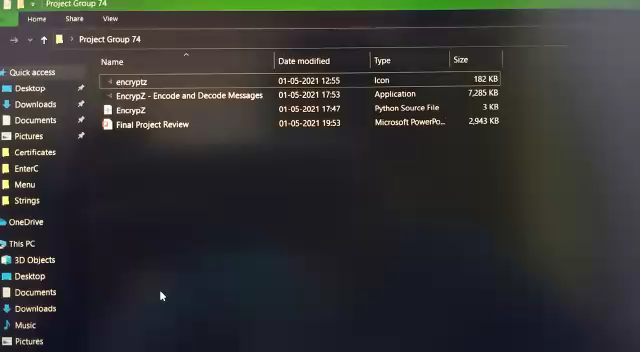 Project Group 74
Home Share View
Project Group 74
Name Date modified Type Size
encryptz 01-05-2021 12:55 Icon 182 KB
EncrypZ - Encode and Decode Messages 01-05-2021 17:53 Application 7,285 KB
EncrypZ 01-05-2021 17:47 Python Source File 3 KB
Final Project Review 01-05-2021 19:53 Microsoft PowerPo... 2,943 KB
Quick access
Desktop
Downloads
Documents
Pictures
Certificates
EnterC
Menu
Strings
OneDrive
This PC
3D Objects
Desktop
Documents
Downloads
Music
Pictures